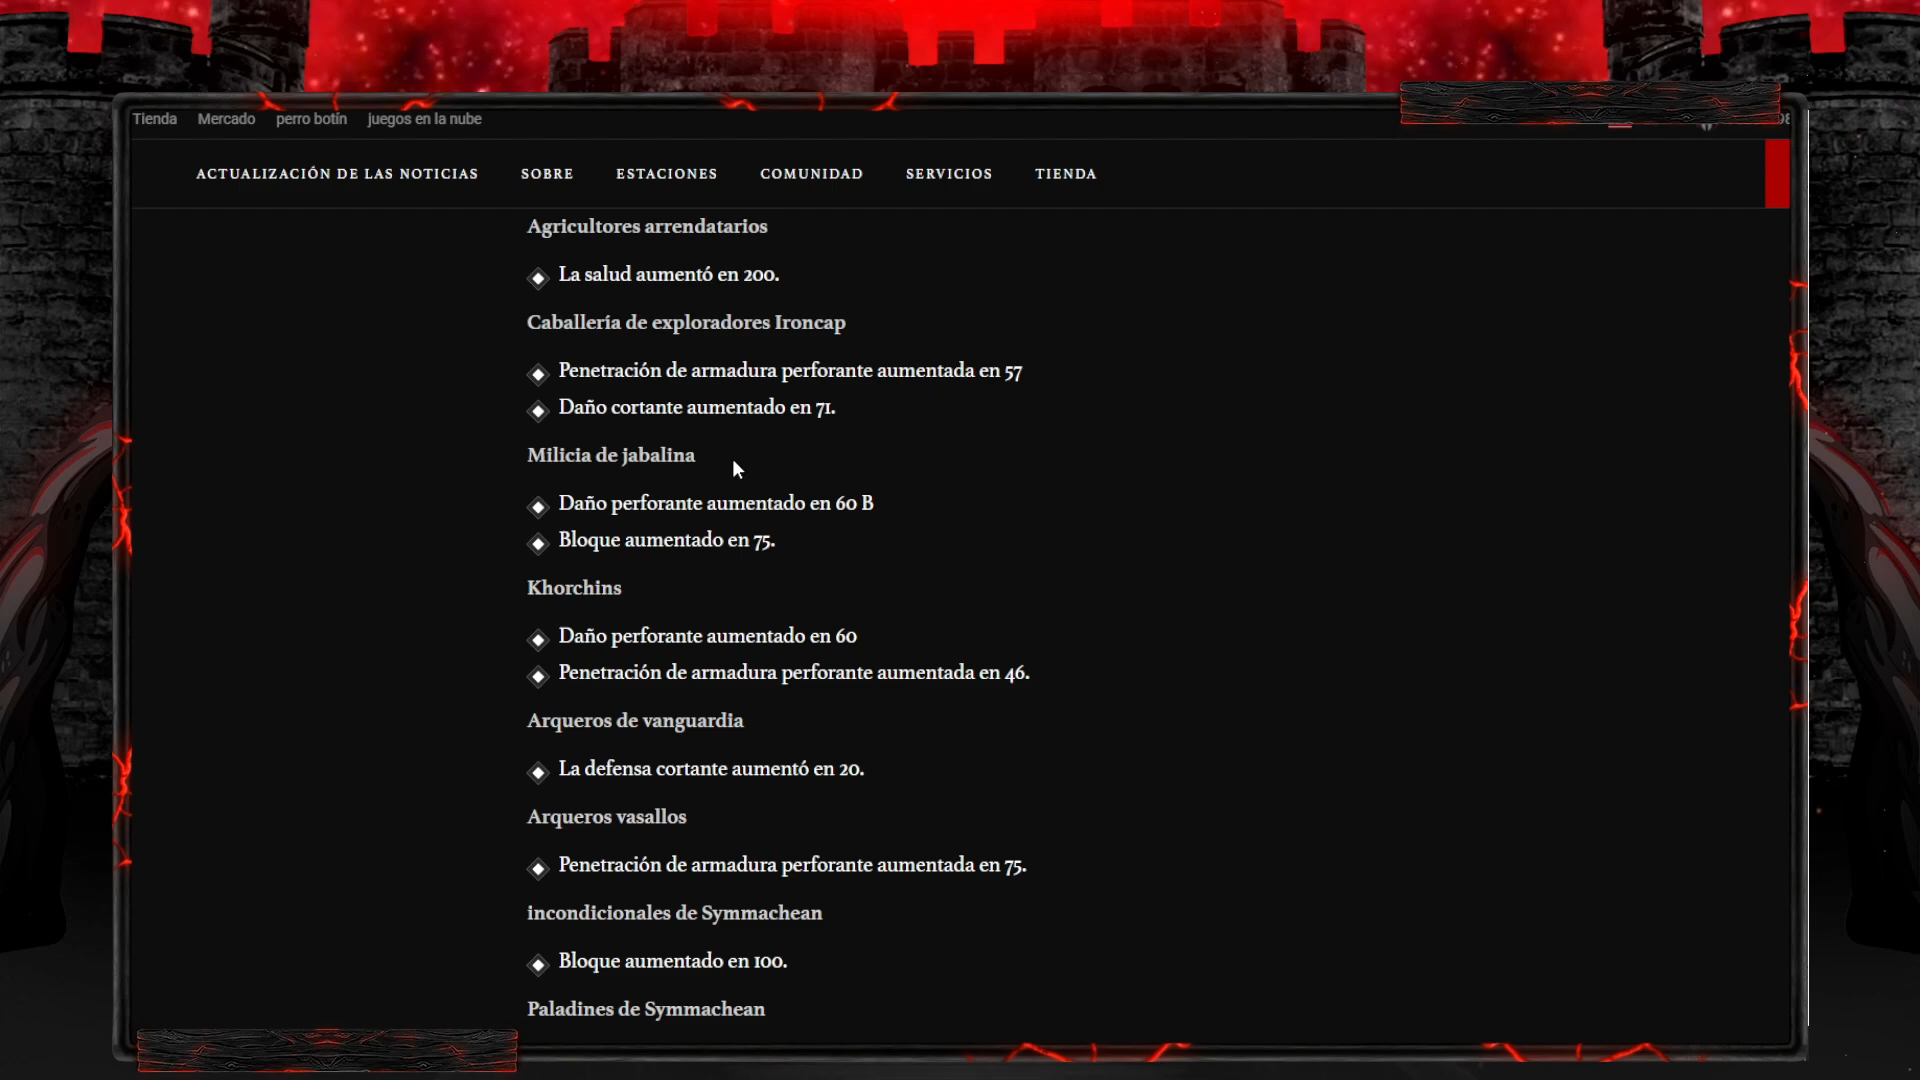 Tienda Mercado perro botín juegos en la nube
ACTUALIZACIÓN DE LAS NOTICIAS SOBRE ESTACIONES COMUNIDAD SERVICIOS TIENDA
Agricultores arrendatarios
La salud aumentó en 200.
Caballería de exploradores Ironcap
Penetración de armadura perforante aumentada en 57
Daño cortante aumentado en 71.
Milicia de jabalina
Daño perforante aumentado en 60 B
Bloque aumentado en 75.
Khorchins
Daño perforante aumentado en 60
Penetración de armadura perforante aumentada en 46.
Arqueros de vanguardia
La defensa cortante aumentó en 20.
Arqueros vasallos
Penetración de armadura perforante aumentada en 75.
incondicionales de Symmachean
Bloque aumentado en 100.
Paladines de Symmachean